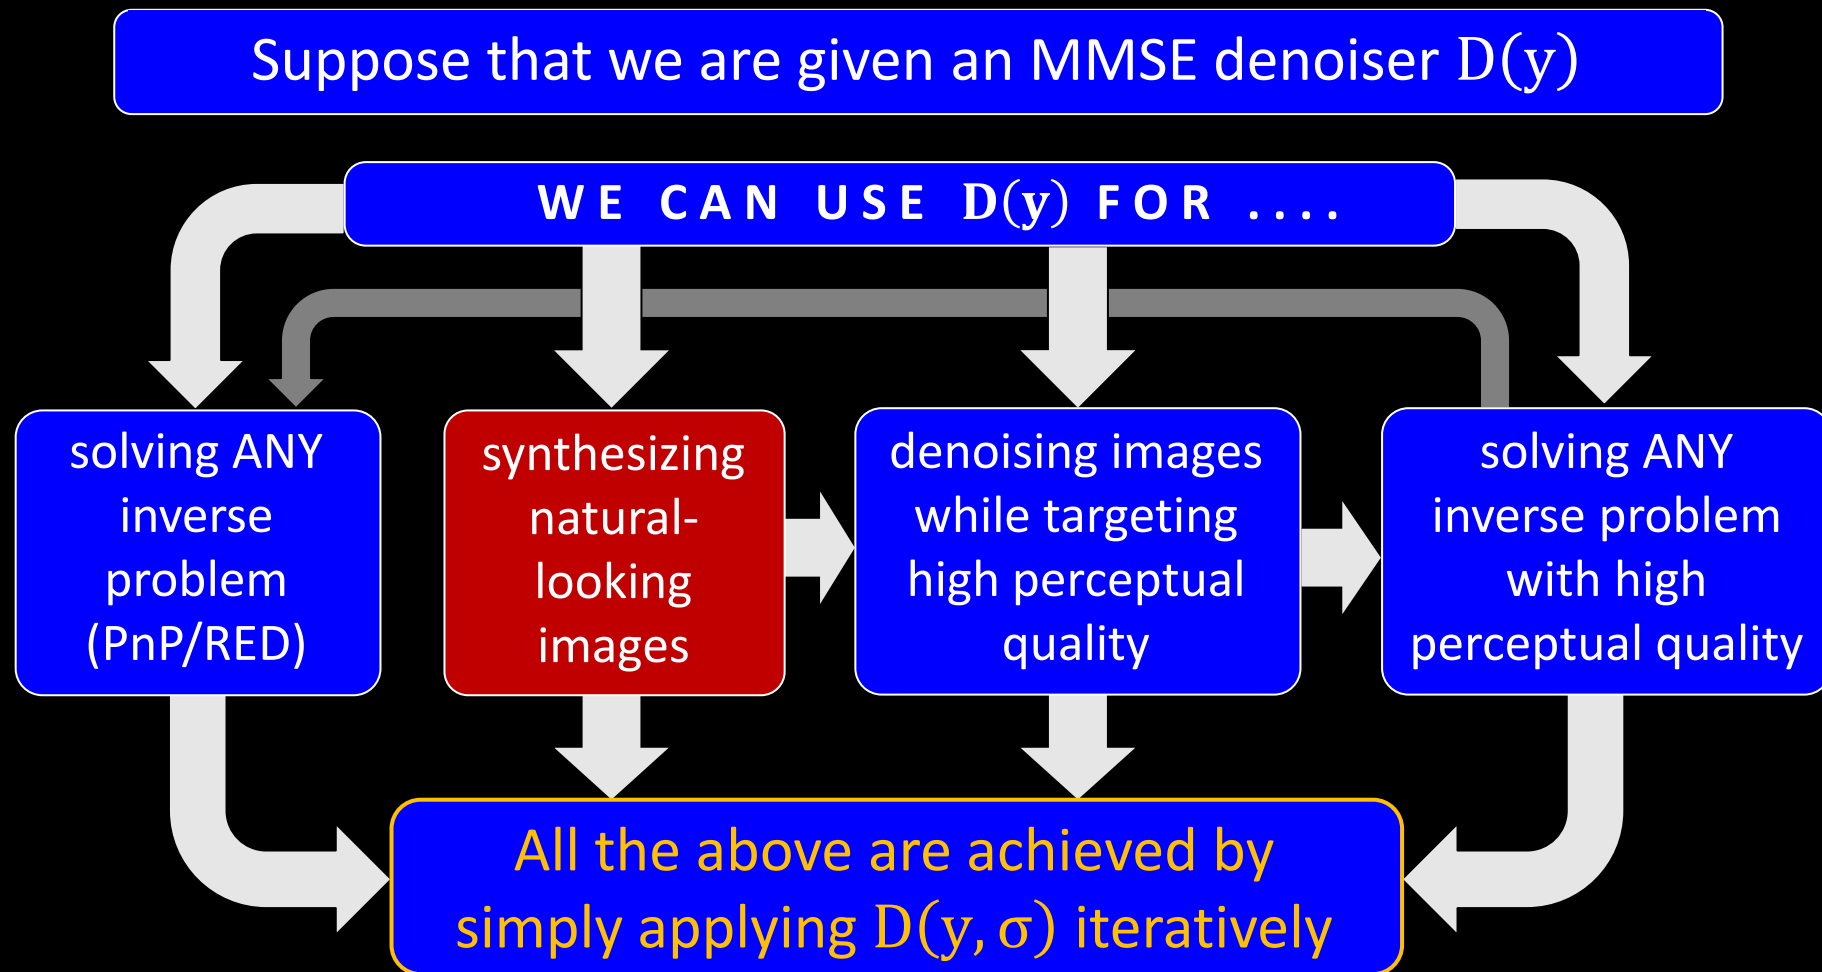 Suppose that we are given an MMSE denoiser D(y)
WE CAN USE D(y) FOR ....
solving ANY
inverse
problem
(PnP/RED)
synthesizing
natural-
looking
images
denoising images
while targeting
high perceptual
quality
solving ANY
inverse problem
with high
perceptual quality
All the above are achieved by
simply applying D(y, σ) iteratively